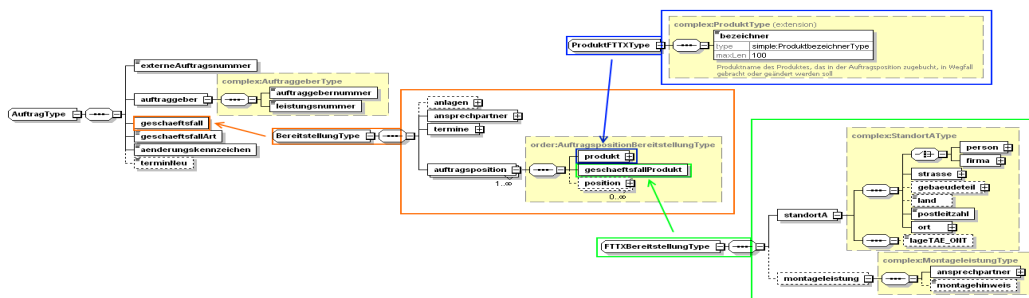 complex:ProduktType (extension)
ProduktFTTXType
bezeichner
type simple:ProduktbezeichnerType
maxLen 100
Produktname des Produktes, das in der Auftragsposition zugebucht, in Wegfall
gebracht oder geändert werden soll
AuftragType
externeAuftragsnummer
complex:AuftraggeberType
auftraggeber
auftraggebernummer
leistungsnummer
geschaeftsfall
geschaeftsfallArt
aenderungskennzeichen
terminNeu
BereitstellungType
anlagen
ansprechpartner
termine
auftragsposition
1..∞
order:AuftragspositionBereitstellungType
produkt
geschaeftsfallProdukt
position
0..∞
FTTXBereitstellungType
complex:StandortAType
standortA
person
firma
strasse
gebaeudeteil
land
postleitzahl
ort
lageTAE_ONT
complex:MontageleistungType
montageleistung
ansprechpartner
montagehinweis